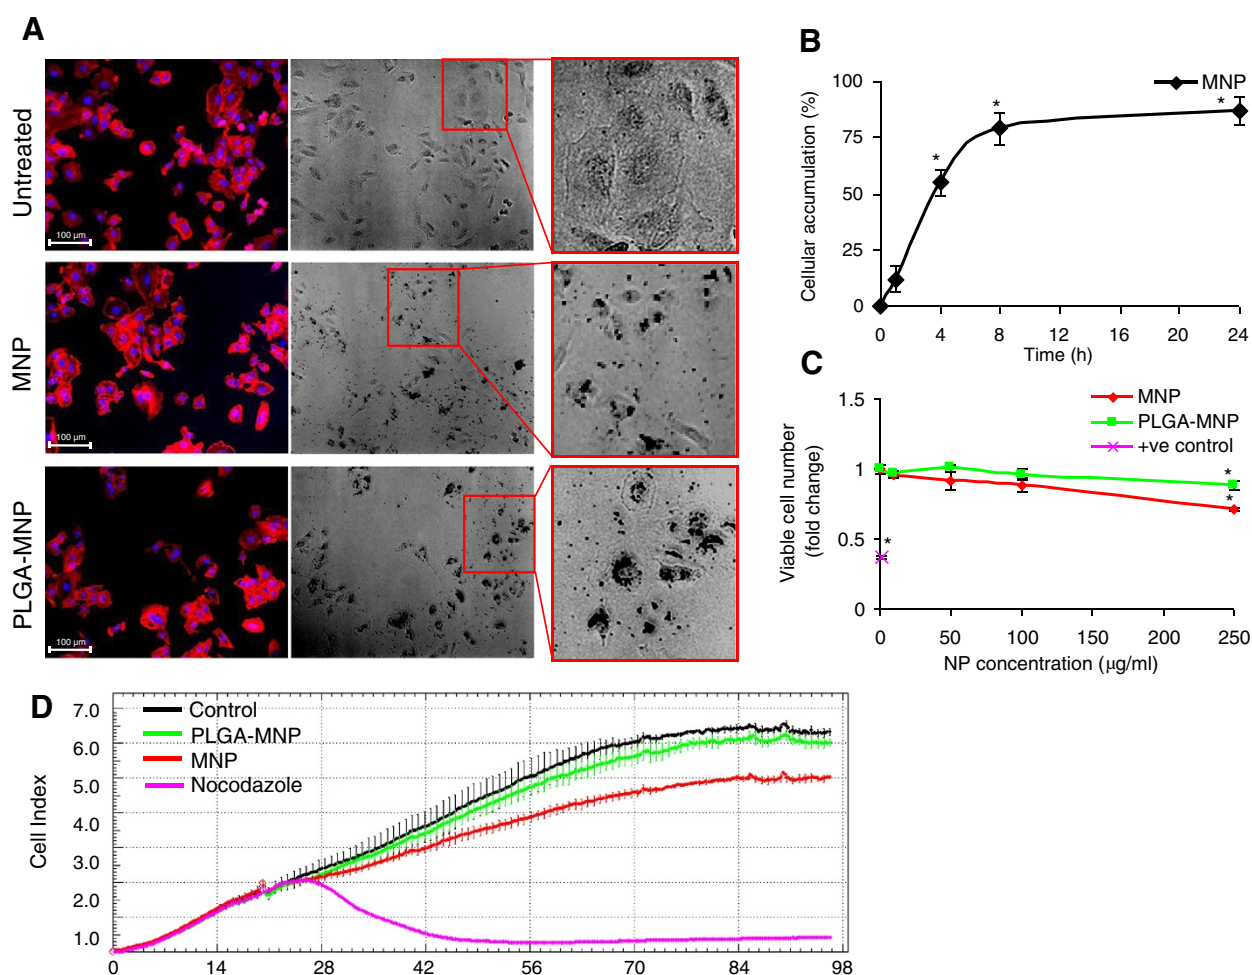 A
Untreated
100 µm
MNP
100 µm
PLGA-MNP
100 µm
B
Cellular accumulation (%)
100
75
50
25
0
MNP
*
*
*
0 4 8 12 16 20 24
Time (h)
C
Viable cell number
(fold change)
1.5
1
0.5
0
MNP
PLGA-MNP
+ve control
*
*
*
0 50 100 150 200 250
NP concentration (µg/ml)
D
Cell Index
7.0
6.0
5.0
4.0
3.0
2.0
1.0
Control
PLGA-MNP
MNP
Nocodazole
0 14 28 42 56 70 84 98